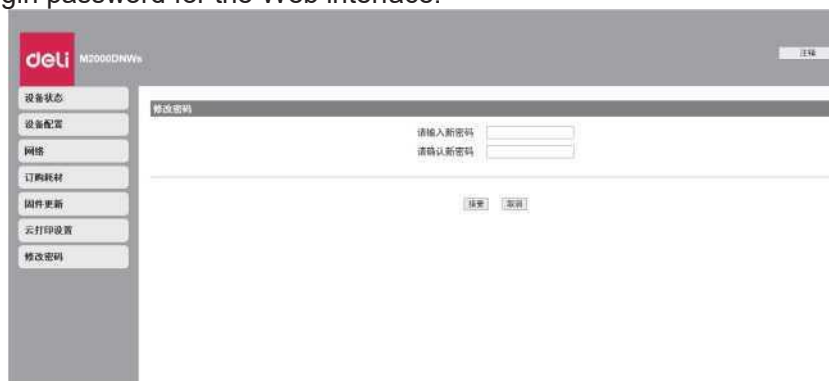 gin password for the Web interface.
deli M2000DNWs
注销
设备状态
设备配置
网络
订购耗材
固件更新
云打印设置
修改密码
修改密码
请输入新密码
请确认新密码
接受 取消